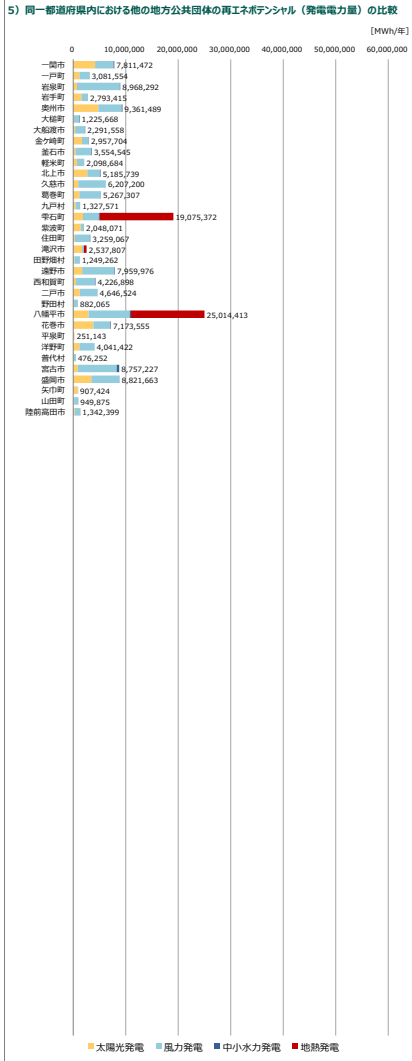 5）同一都道府県内における他の地方公共団体の再エネポテンシャル（発電電力量）の比較
[MWh/年]
0 10,000,000 20,000,000 30,000,000 40,000,000 50,000,000 60,000,000
一関市 7,811,472
一戸町 3,081,554
岩泉町 8,968,292
岩手町 2,793,415
奥州市 9,361,489
大槌町 1,225,668
大船渡市 2,291,558
金ケ崎町 2,957,704
釜石市 3,554,545
軽米町 2,098,684
北上市 5,185,739
久慈市 6,207,200
葛巻町 5,267,307
九戸村 1,327,571
雫石町 19,075,372
紫波町 2,048,071
住田町 3,259,067
滝沢市 2,537,807
田野畑村 1,249,262
遠野市 7,959,976
西和賀町 4,226,898
二戸市 4,646,524
野田村 882,065
八幡平市 25,014,413
花巻市 7,173,555
平泉町 251,143
洋野町 4,041,422
普代村 476,252
宮古市 8,757,227
盛岡市 8,821,663
矢巾町 907,424
山田町 949,875
陸前高田市 1,342,399
太陽光発電 風力発電 中小水力発電 地熱発電